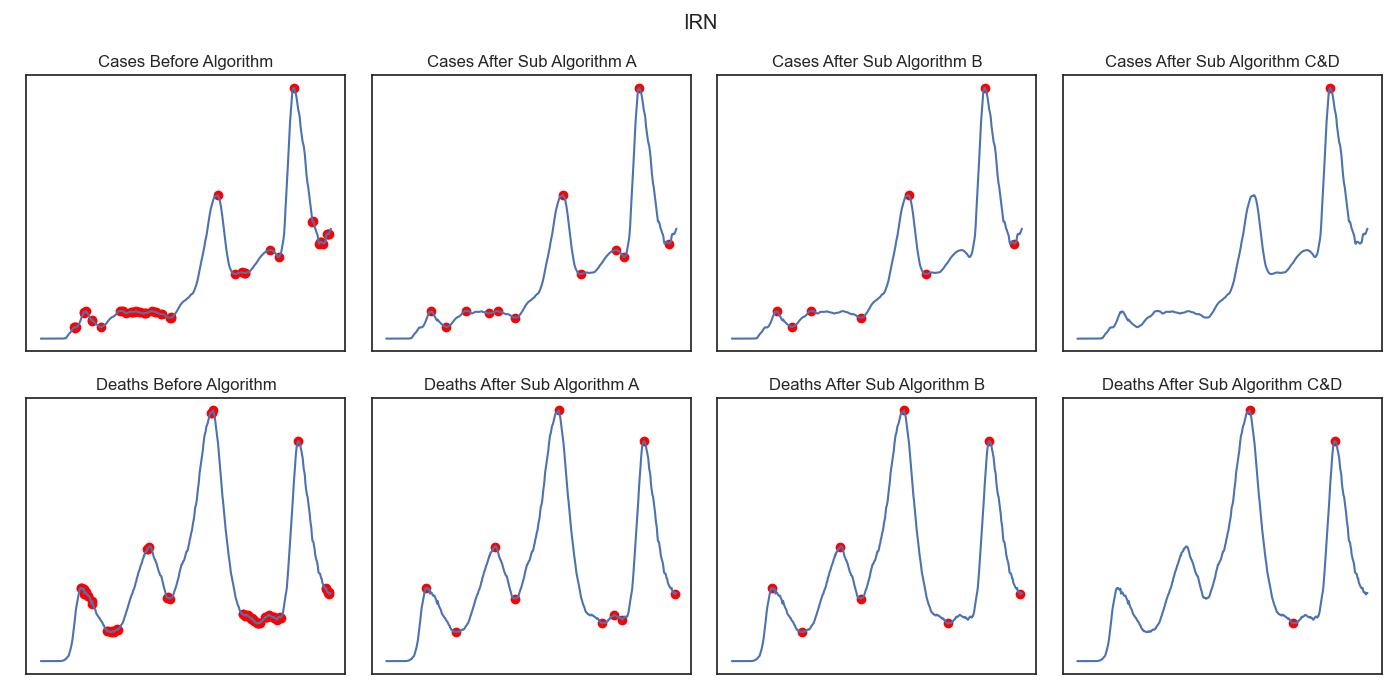 IRN
Cases Before Algorithm
Cases After Sub Algorithm A
Cases After Sub Algorithm B
Cases After Sub Algorithm C&D
Deaths Before Algorithm
Deaths After Sub Algorithm A
Deaths After Sub Algorithm B
Deaths After Sub Algorithm C&D